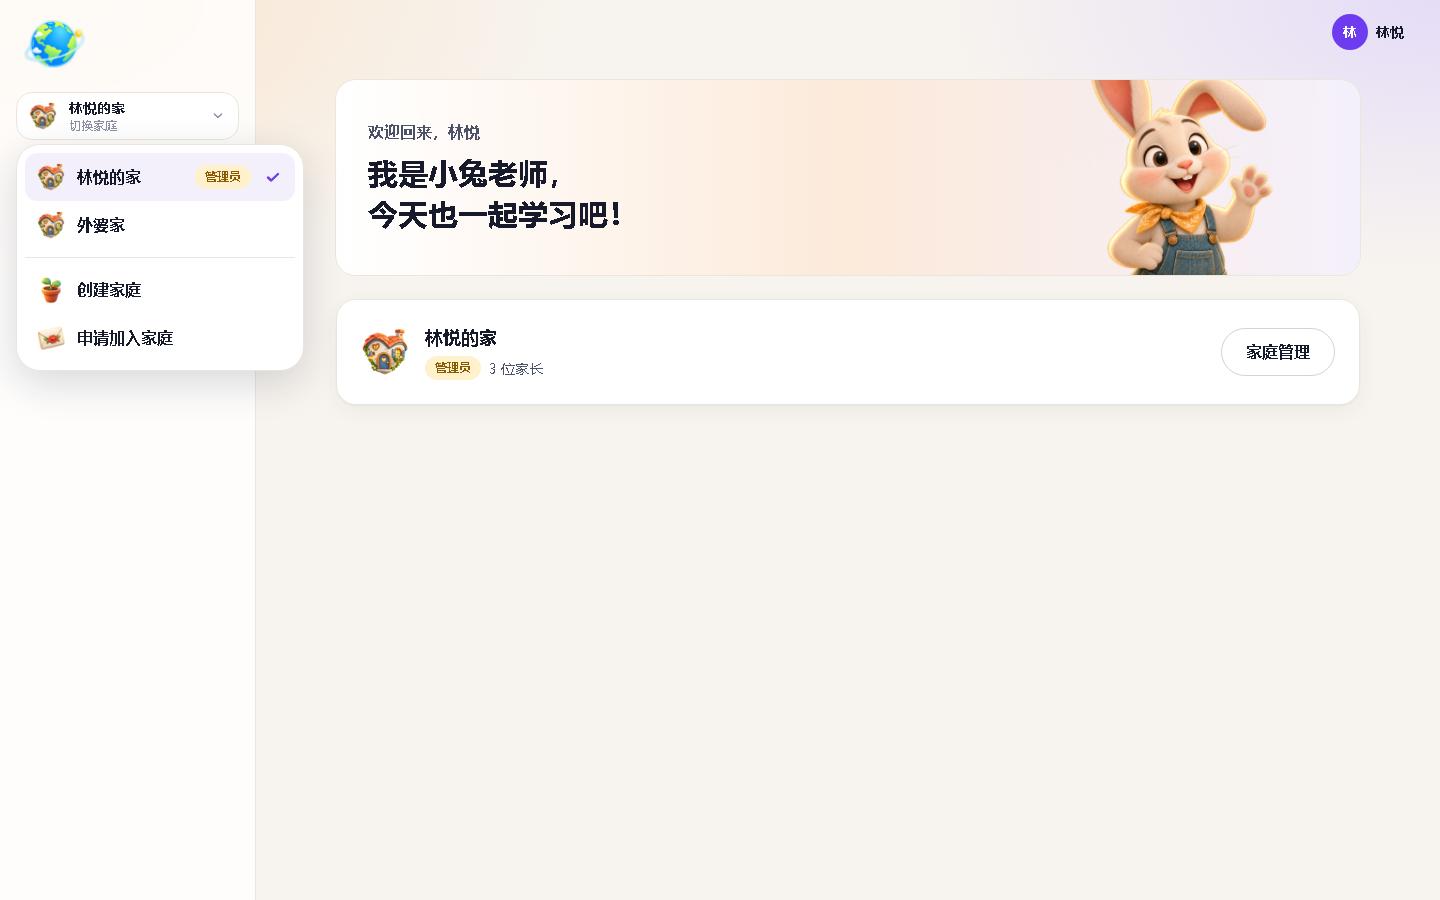 林 林悦
林悦的家
切换家庭
林悦的家 管理员
外婆家
创建家庭
申请加入家庭
欢迎回来，林悦
我是小兔老师，
今天也一起学习吧！
林悦的家
管理员 3 位家长
家庭管理